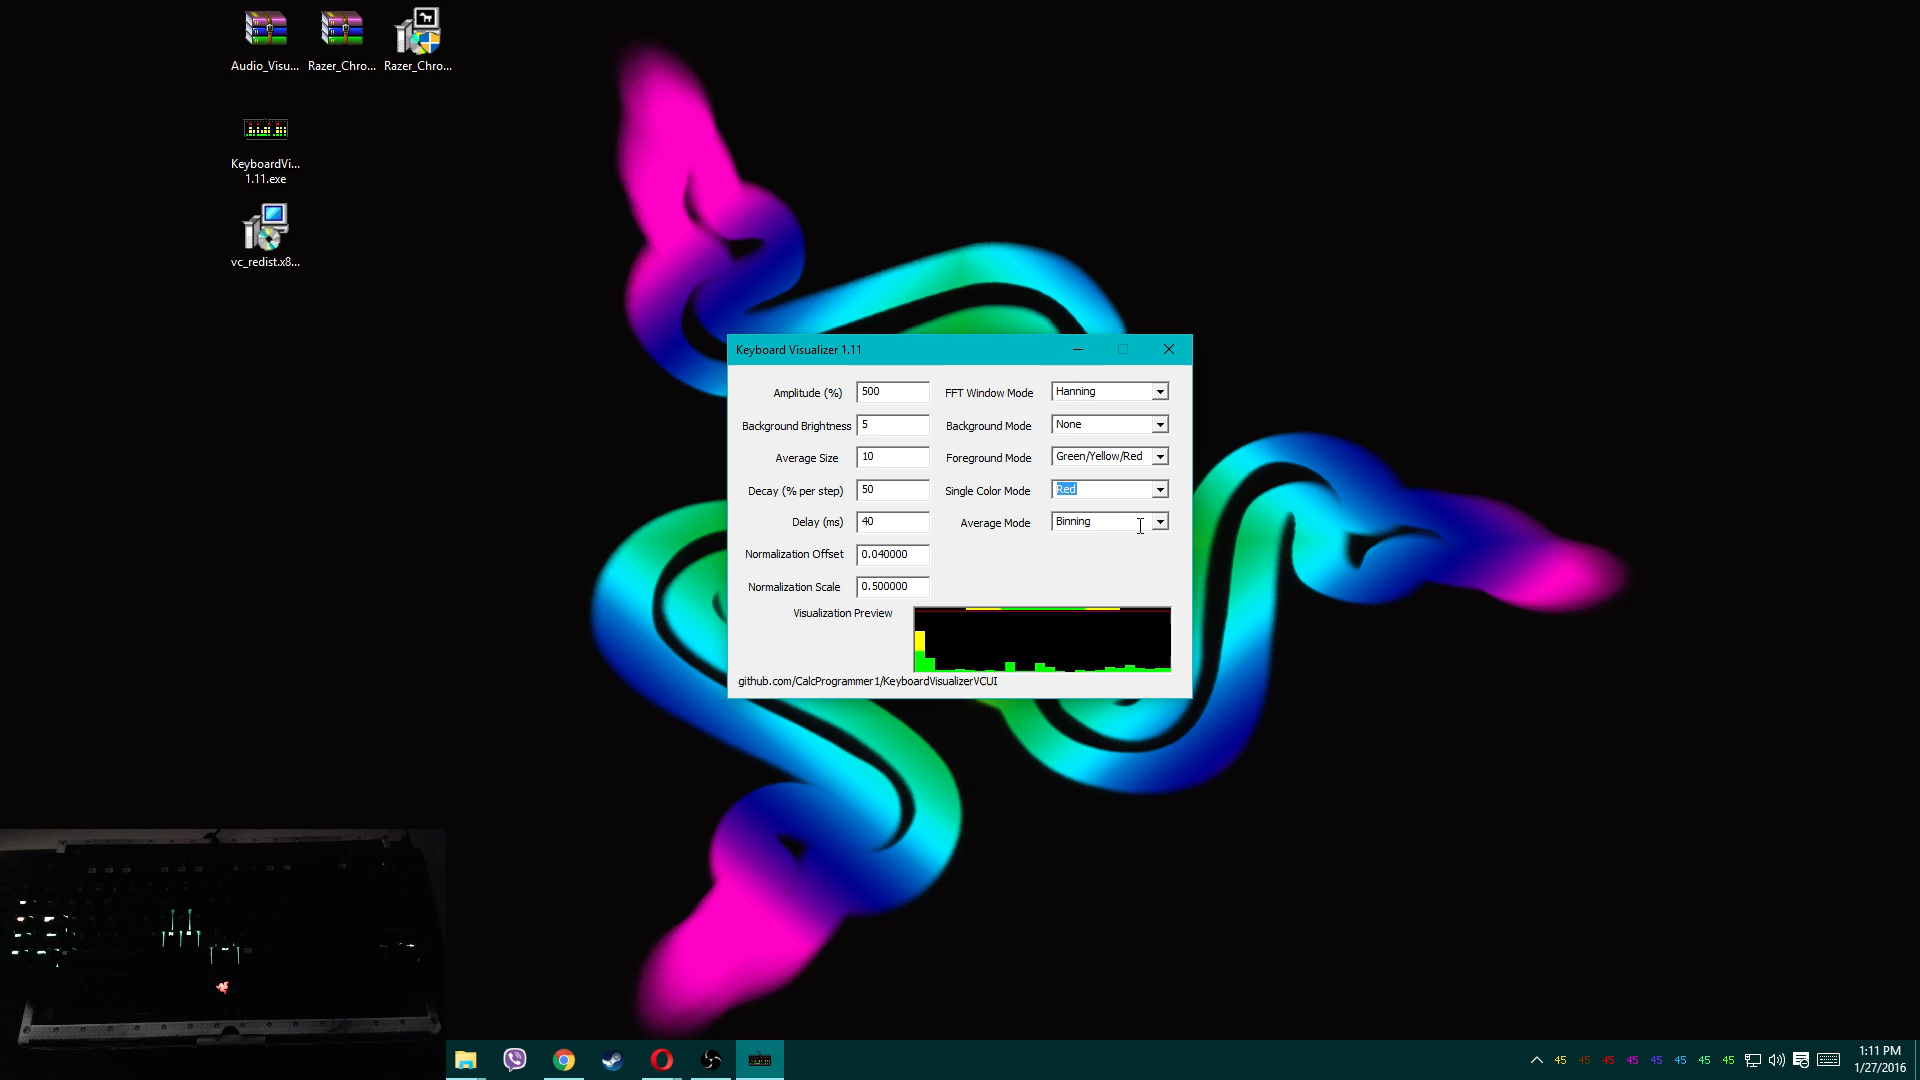 Audio_Visu...
Razer_Chro...
Razer_Chro...
KeyboardVi...
1.11.exe
vc_redist.x8...
Keyboard Visualizer 1.11
Amplitude (%) 500 FFT Window Mode Hanning
Background Brightness 5 Background Mode None
Average Size 10 Foreground Mode Green/Yellow/Red
Decay (% per step) 50 Single Color Mode Red
Delay (ms) 40 Average Mode Binning
Normalization Offset 0.040000
Normalization Scale 0.500000
Visualization Preview
github.com/CalcProgrammer1/KeyboardVisualizerVCUI
45 45 45 45 45 45 45 45
1:11 PM
1/27/2016